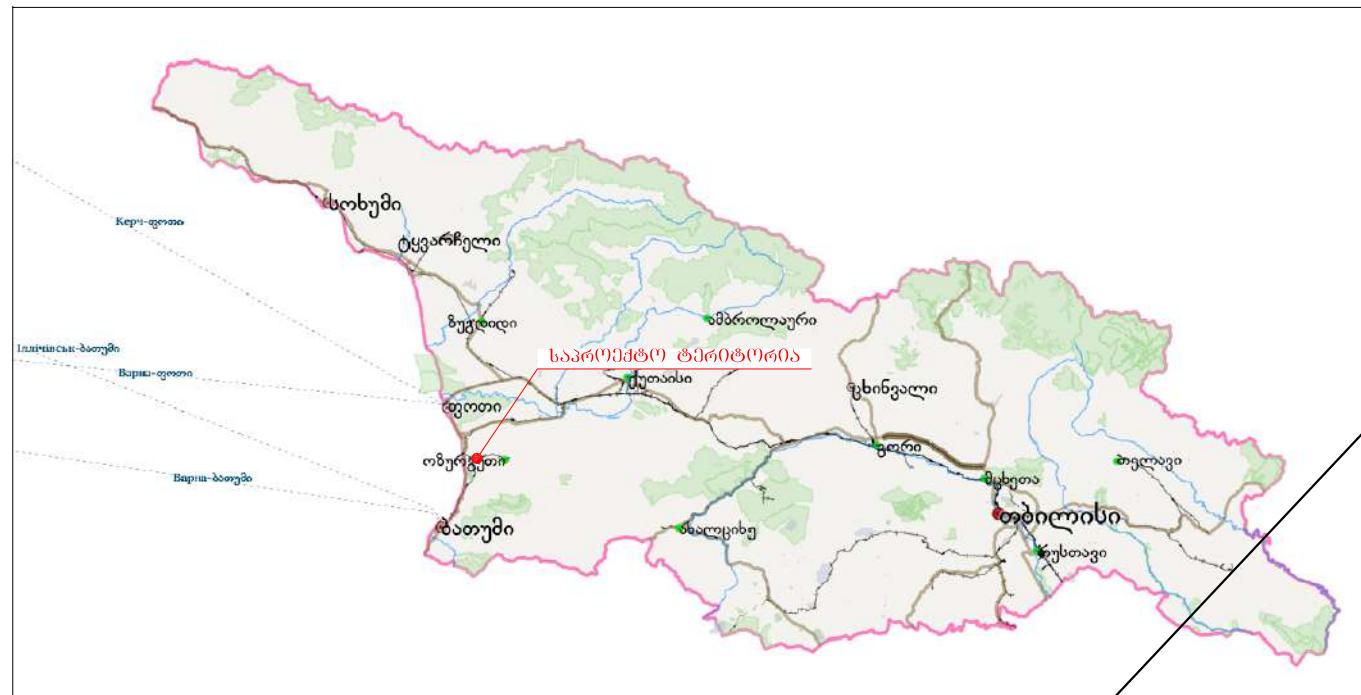 სოხუმი
Керч-ფოთი
ტყვარჩელი
ზუგდიდი
ამბროლაური
Іллічівськ-ბათუმი
საპროექტო ტერიტორია
Варна-ფოთი
ქუთაისი
ცხინვალი
ფოთი
გორი
ოზურგეთი
თელავი
Варна-ბათუმი
მცხეთა
თბილისი
ბათუმი
ახალციხე
რუსთავი